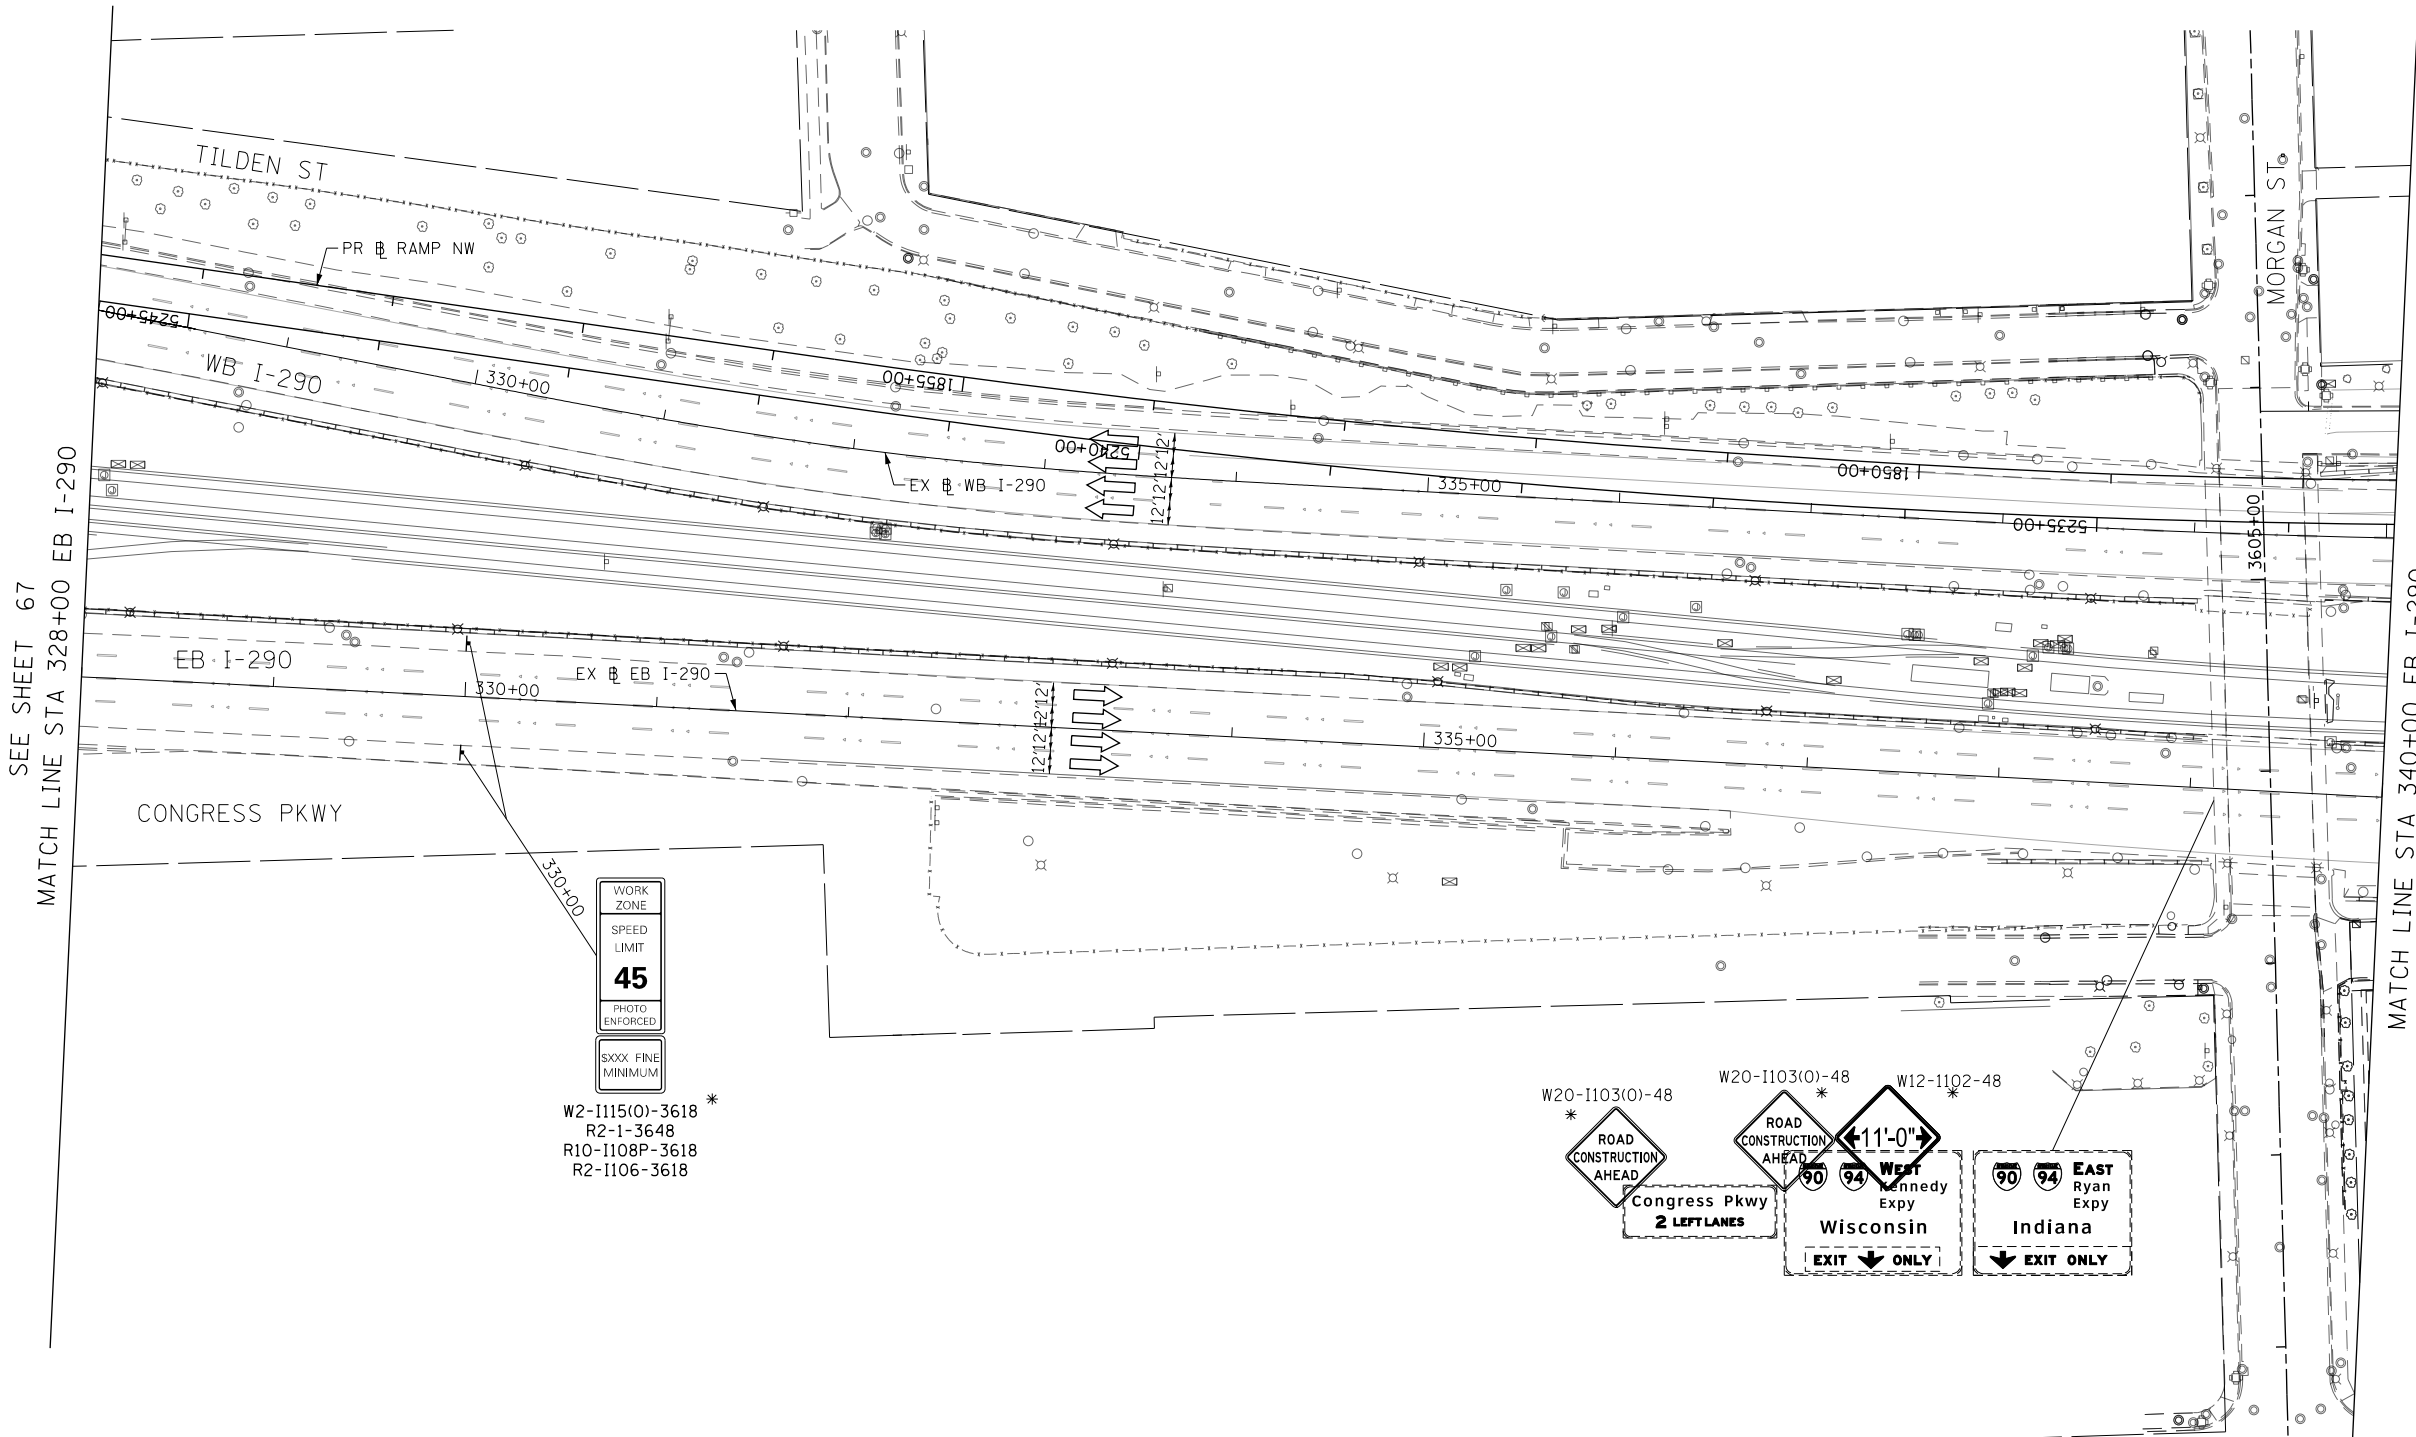 SEE SHEET 67
MATCH LINE STA 328+00 EB I-290
TILDEN ST
PR BL RAMP NW
5245+00
WB I-290
330+00
1855+00
5240+00
12' 12' 12' 12'
EX BL WB I-290
335+00
1850+00
5235+00
MORGAN ST.
3605+00
EB I-290
330+00
EX BL EB I-290
12' 12' 12' 12'
335+00
CONGRESS PKWY
330+00
WORK
ZONE
SPEED
LIMIT
45
PHOTO
ENFORCED
$XXX FINE
MINIMUM
W2-I115(O)-3618 *
R2-1-3648
R10-I108P-3618
R2-I106-3618
W20-I103(O)-48
*
ROAD
CONSTRUCTION
AHEAD
Congress Pkwy
2 LEFT LANES
W20-I103(O)-48
*
ROAD
CONSTRUCTION
AHEAD
W12-1102-48
*
11'-0"
90 94 WEST
Kennedy
Expy
Wisconsin
EXIT ONLY
90 94 EAST
Ryan
Expy
Indiana
EXIT ONLY
MATCH LINE STA 340+00 EB I-290